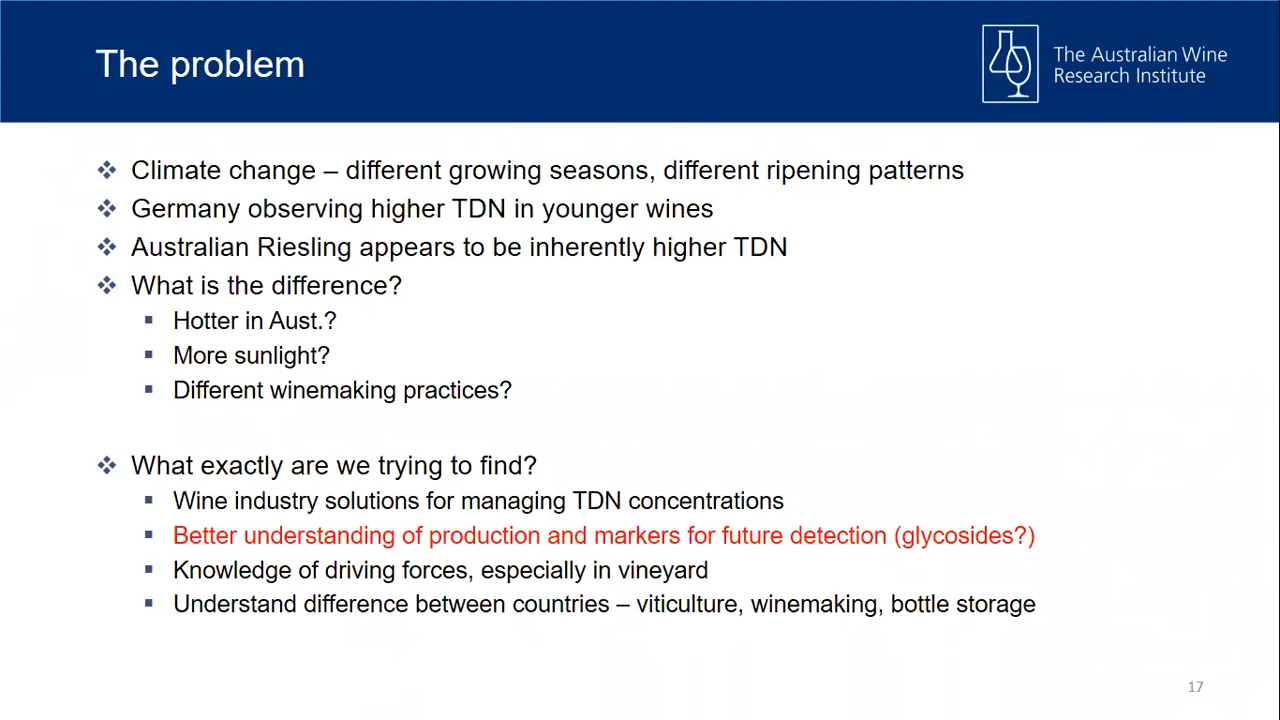 The problem
The Australian Wine
Research Institute
Climate change – different growing seasons, different ripening patterns
Germany observing higher TDN in younger wines
Australian Riesling appears to be inherently higher TDN
What is the difference?
Hotter in Aust.?
More sunlight?
Different winemaking practices?
What exactly are we trying to find?
Wine industry solutions for managing TDN concentrations
Better understanding of production and markers for future detection (glycosides?)
Knowledge of driving forces, especially in vineyard
Understand difference between countries – viticulture, winemaking, bottle storage
17